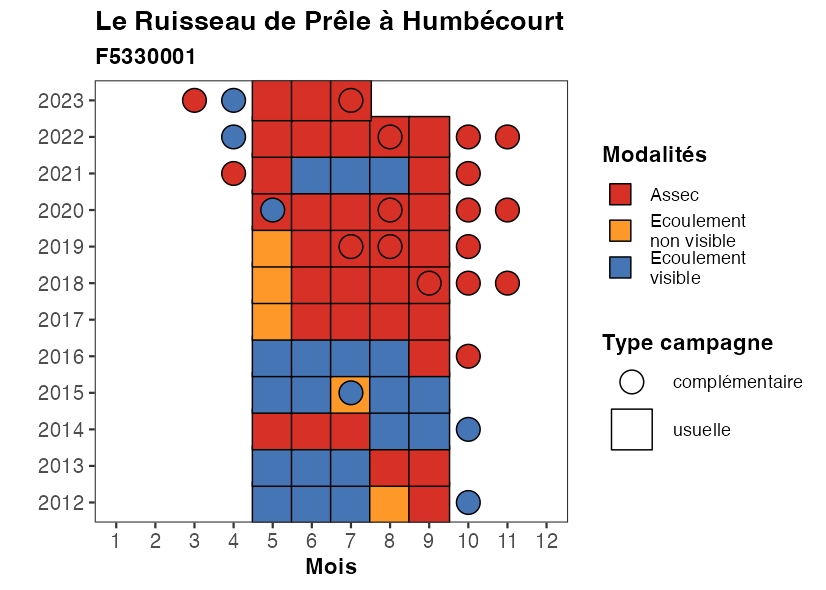 Le Ruisseau de Prêle à Humbécourt
F5330001
2023
2022
2021
2020
2019
2018
2017
2016
2015
2014
2013
2012
1 2 3 4 5 6 7 8 9 10 11 12
Mois
Modalités
Assec
Ecoulement
non visible
Ecoulement
visible
Type campagne
complémentaire
usuelle